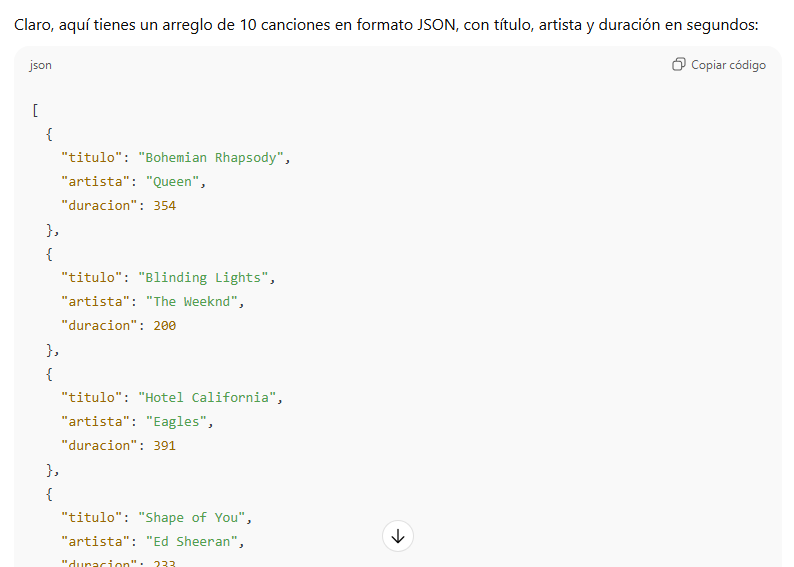 Claro, aquí tienes un arreglo de 10 canciones en formato JSON, con título, artista y duración en segundos:
json
Copiar código
[
{
"titulo": "Bohemian Rhapsody",
"artista": "Queen",
"duracion": 354
},
{
"titulo": "Blinding Lights",
"artista": "The Weeknd",
"duracion": 200
},
{
"titulo": "Hotel California",
"artista": "Eagles",
"duracion": 391
},
{
"titulo": "Shape of You",
"artista": "Ed Sheeran",
"duracion": 233